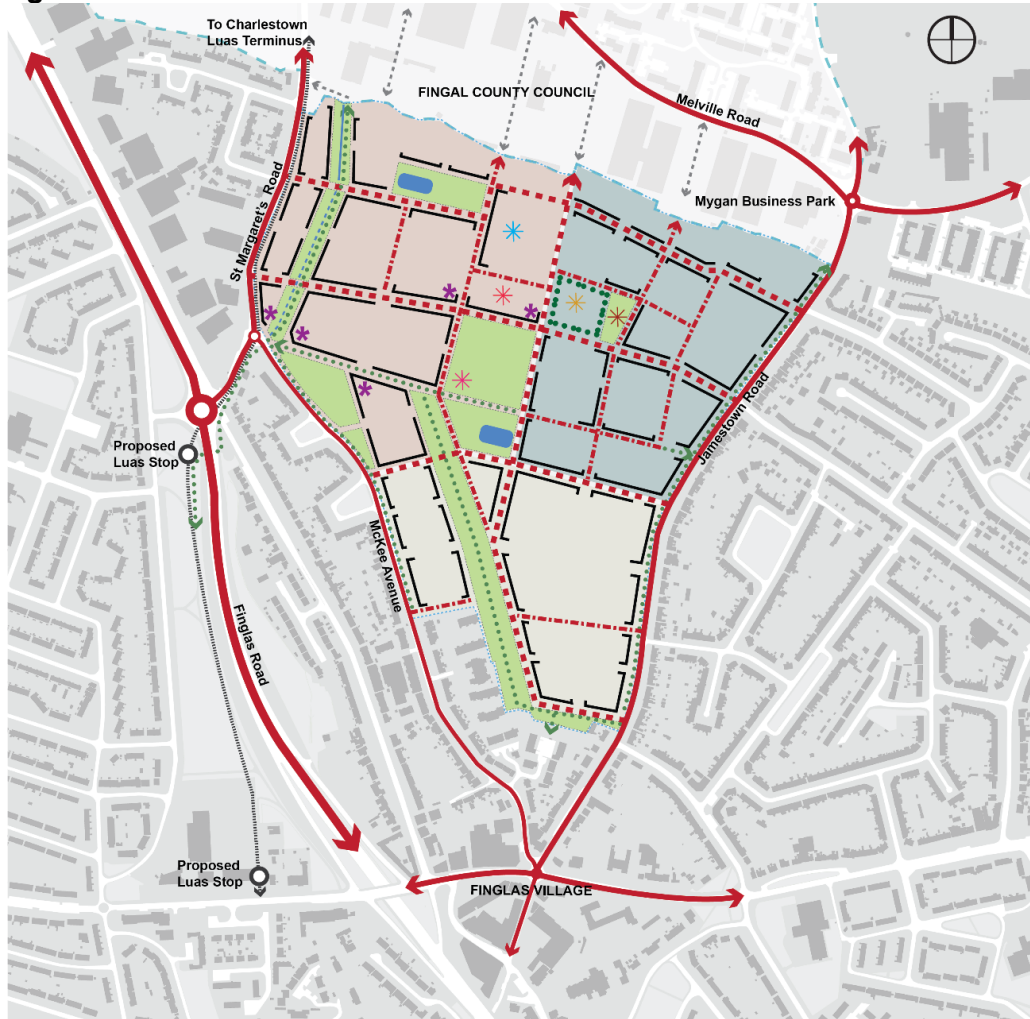 To Charlestown
Luas Terminus
FINGAL COUNTY COUNCIL
Melville Road
Mygan Business Park
St Margaret's Road
Jamestown Road
Proposed
Luas Stop
McKee Avenue
Finglas Road
Proposed
Luas Stop
FINGLAS VILLAGE